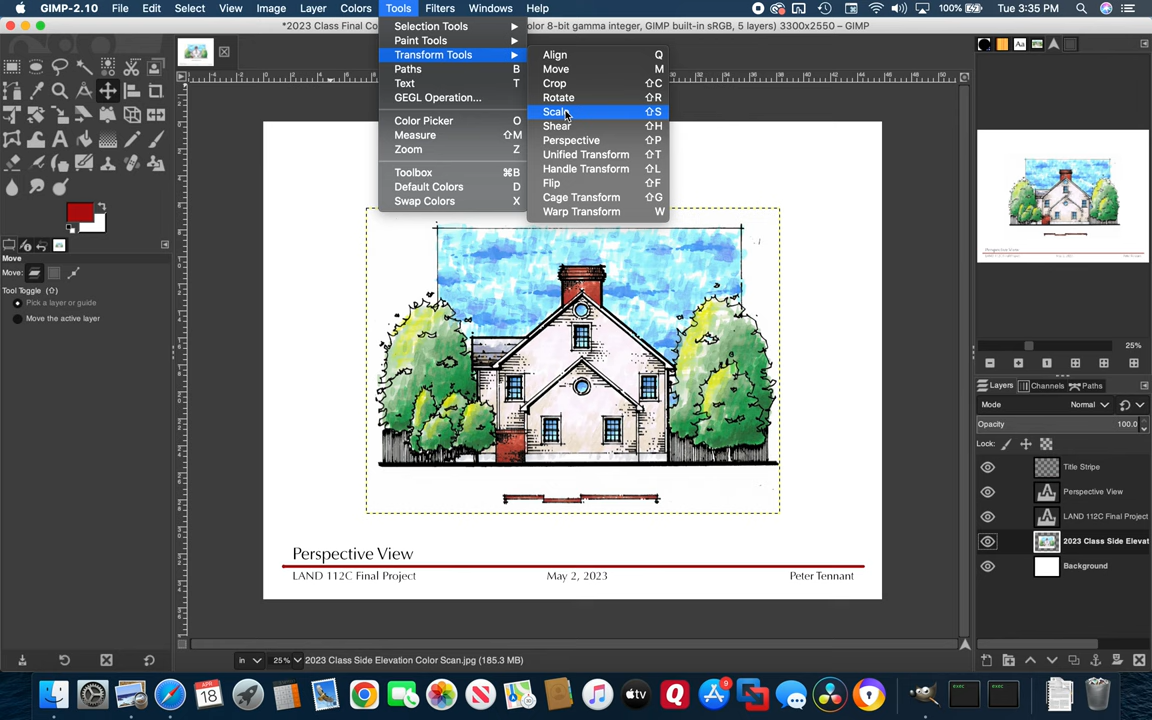 GIMP-2.10 File Edit Select View Image Layer Colors Tools Filters Windows Help 100% Tue 3:35 PM
*2023 Class Final Co olor 8-bit gamma integer, GIMP built-in sRGB, 5 layers) 3300x2550 – GIMP
Selection Tools
Paint Tools
Transform Tools
Paths B
Text T
GEGL Operation...
Color Picker O
Measure ⇧M
Zoom Z
Toolbox ⌘B
Default Colors D
Swap Colors X
Align Q
Move M
Crop ⇧C
Rotate ⇧R
Scale ⇧S
Shear ⇧H
Perspective ⇧P
Unified Transform ⇧T
Handle Transform ⇧L
Flip ⇧F
Cage Transform ⇧G
Warp Transform W
Move
Move:
Tool Toggle (⇧)
Pick a layer or guide
Move the active layer
Perspective View
LAND 112C Final Project May 2, 2023 Peter Tennant
in 25% 2023 Class Side Elevation Color Scan.jpg (185.3 MB)
25%
Layers Channels Paths
Mode Normal
Opacity 100.0
Lock:
Title Stripe
Perspective View
LAND 112C Final Project
2023 Class Side Elevat
Background
APR
18
9
exec exec